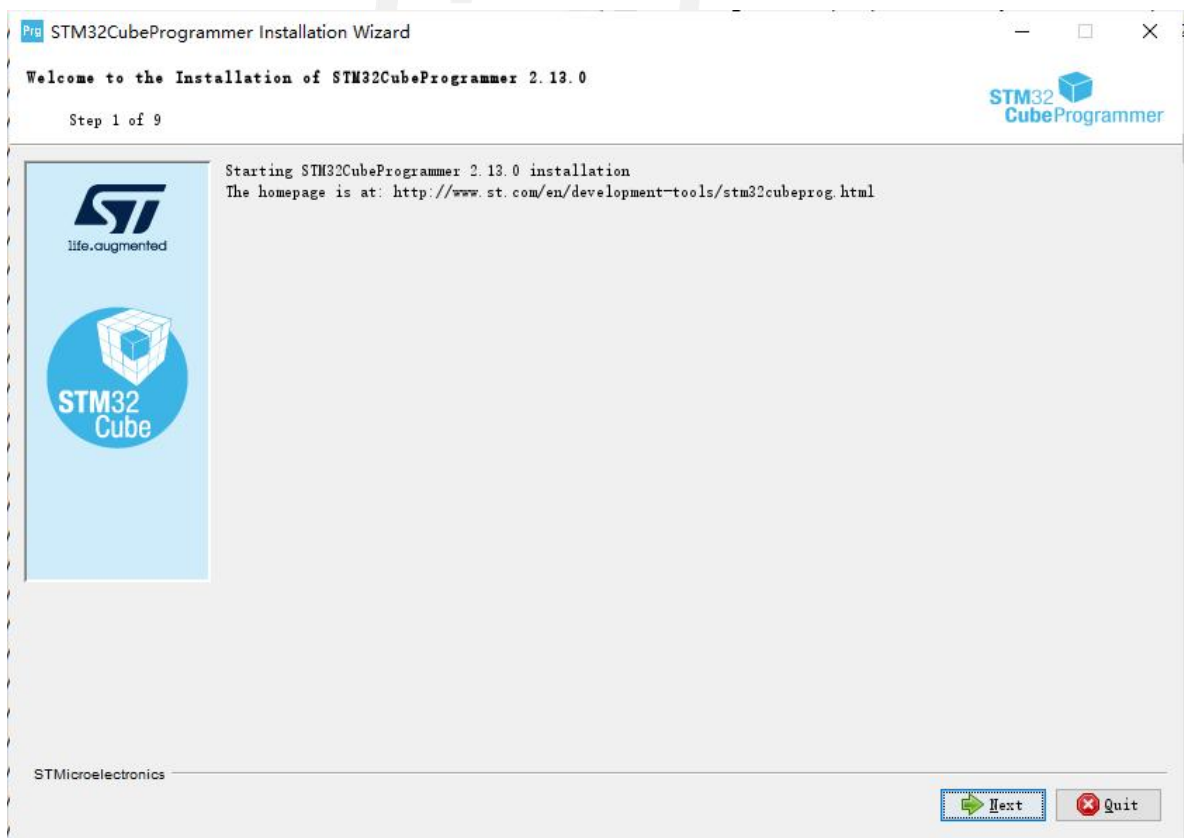 Prg STM32CubeProgrammer Installation Wizard
Welcome to the Installation of STM32CubeProgrammer 2.13.0
Step 1 of 9
STM32
CubeProgrammer
Starting STM32CubeProgrammer 2.13.0 installation
The homepage is at: http://www.st.com/en/development-tools/stm32cubeprog.html
ST
life.augmented
STM32
Cube
STMicroelectronics
Next
Quit